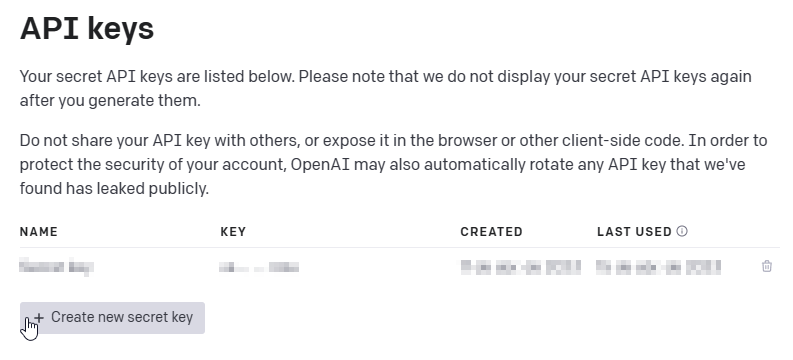 API keys
Your secret API keys are listed below. Please note that we do not display your secret API keys again
after you generate them.
Do not share your API key with others, or expose it in the browser or other client-side code. In order to
protect the security of your account, OpenAI may also automatically rotate any API key that we've
found has leaked publicly.
NAME KEY CREATED LAST USED
+ Create new secret key